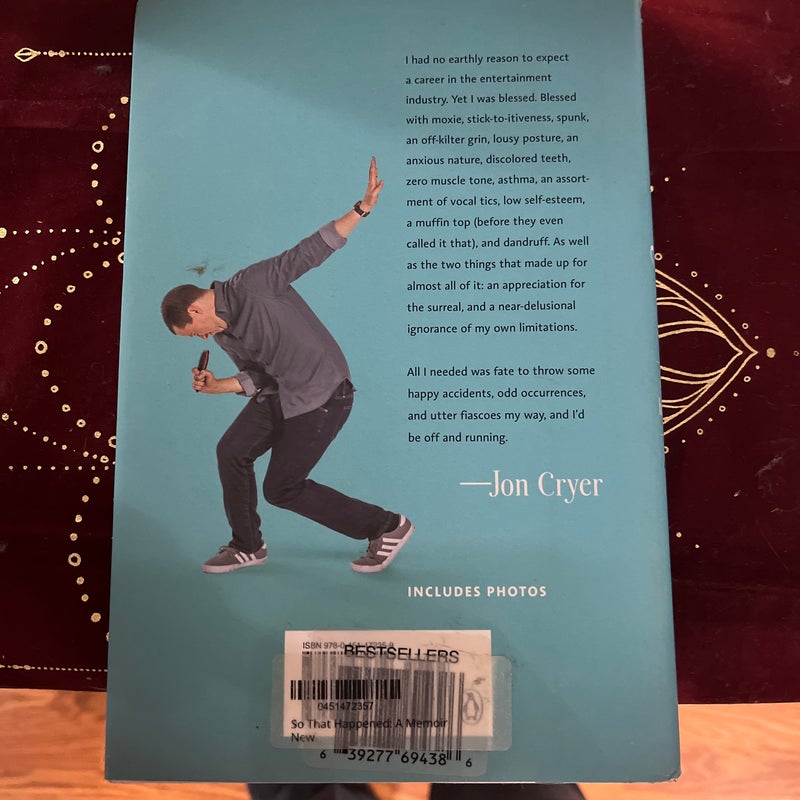 I had no earthly reason to expect
a career in the entertainment
industry. Yet I was blessed. Blessed
with moxie, stick-to-itiveness, spunk,
an off-kilter grin, lousy posture, an
anxious nature, discolored teeth,
zero muscle tone, asthma, an assort-
ment of vocal tics, low self-esteem,
a muffin top (before they even
called it that), and dandruff. As well
as the two things that made up for
almost all of it: an appreciation for
the surreal, and a near-delusional
ignorance of my own limitations.
All I needed was fate to throw some
happy accidents, odd occurrences,
and utter fiascoes my way, and I'd
be off and running.
—Jon Cryer
INCLUDES PHOTOS
ISBN 978-0
BESTSELLERS
0451472357
So That Happened: A Memoir
New
6 39277 69438 6